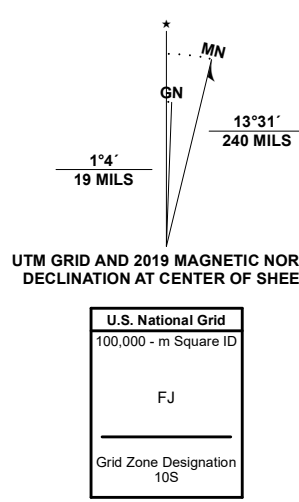 ★
MN
GN
13°31´
240 MILS
1°4´
19 MILS
UTM GRID AND 2019 MAGNETIC NOR
DECLINATION AT CENTER OF SHEE
U.S. National Grid
100,000 - m Square ID
FJ
Grid Zone Designation
10S